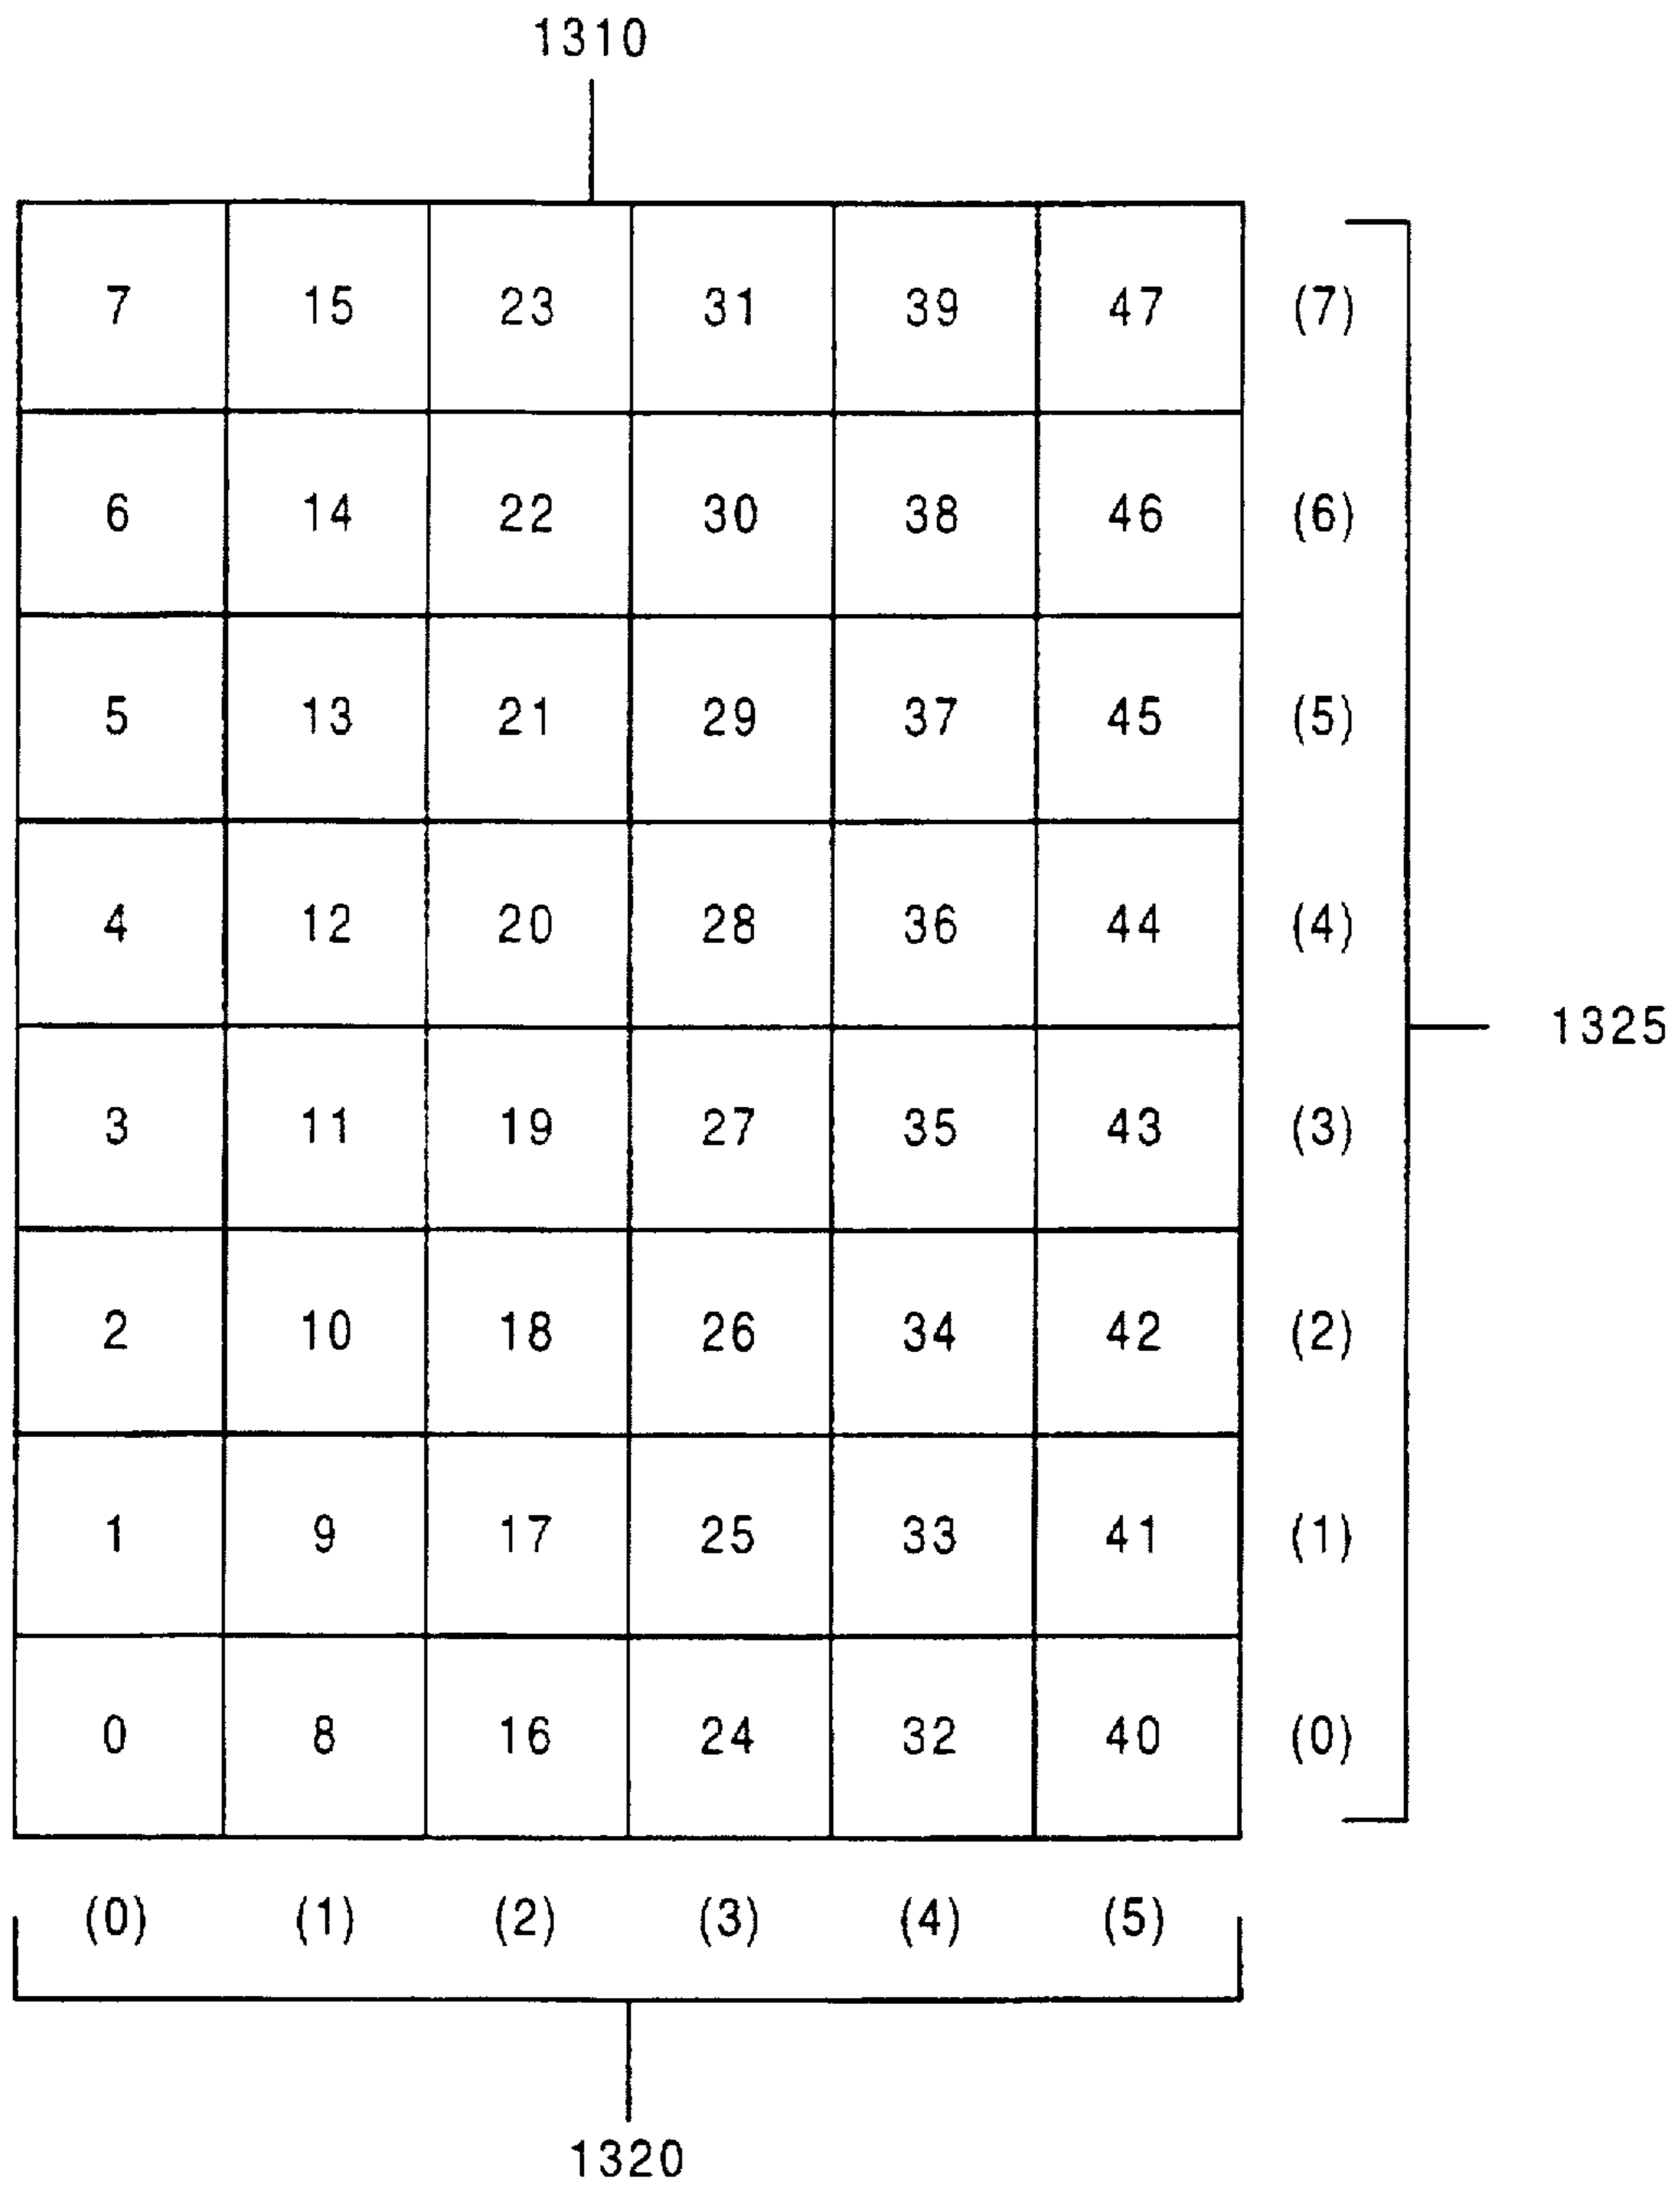 1310
7 15 23 31 39 47 (7)
6 14 22 30 38 46 (6)
5 13 21 29 37 45 (5)
4 12 20 28 36 44 (4)
1325
3 11 19 27 35 43 (3)
2 10 18 26 34 42 (2)
1 9 17 25 33 41 (1)
0 8 16 24 32 40 (0)
(0) (1) (2) (3) (4) (5)
1320